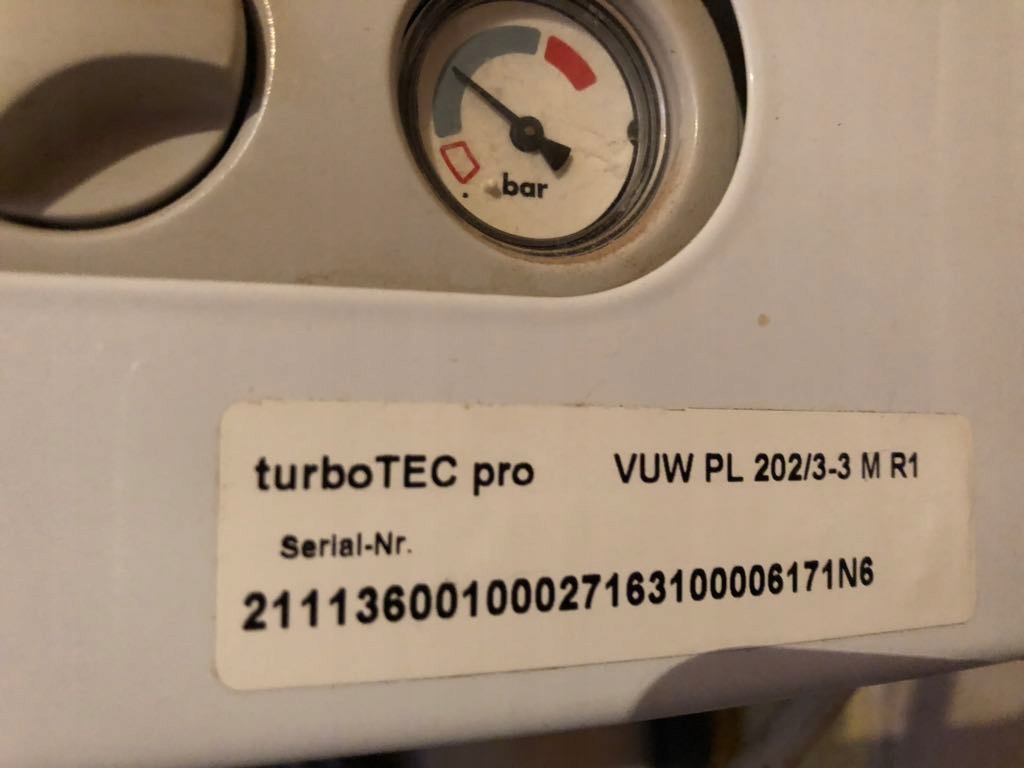 bar
turboTEC pro VUW PL 202/3-3 M R1
Serial-Nr.
21113600100027163100006171N6